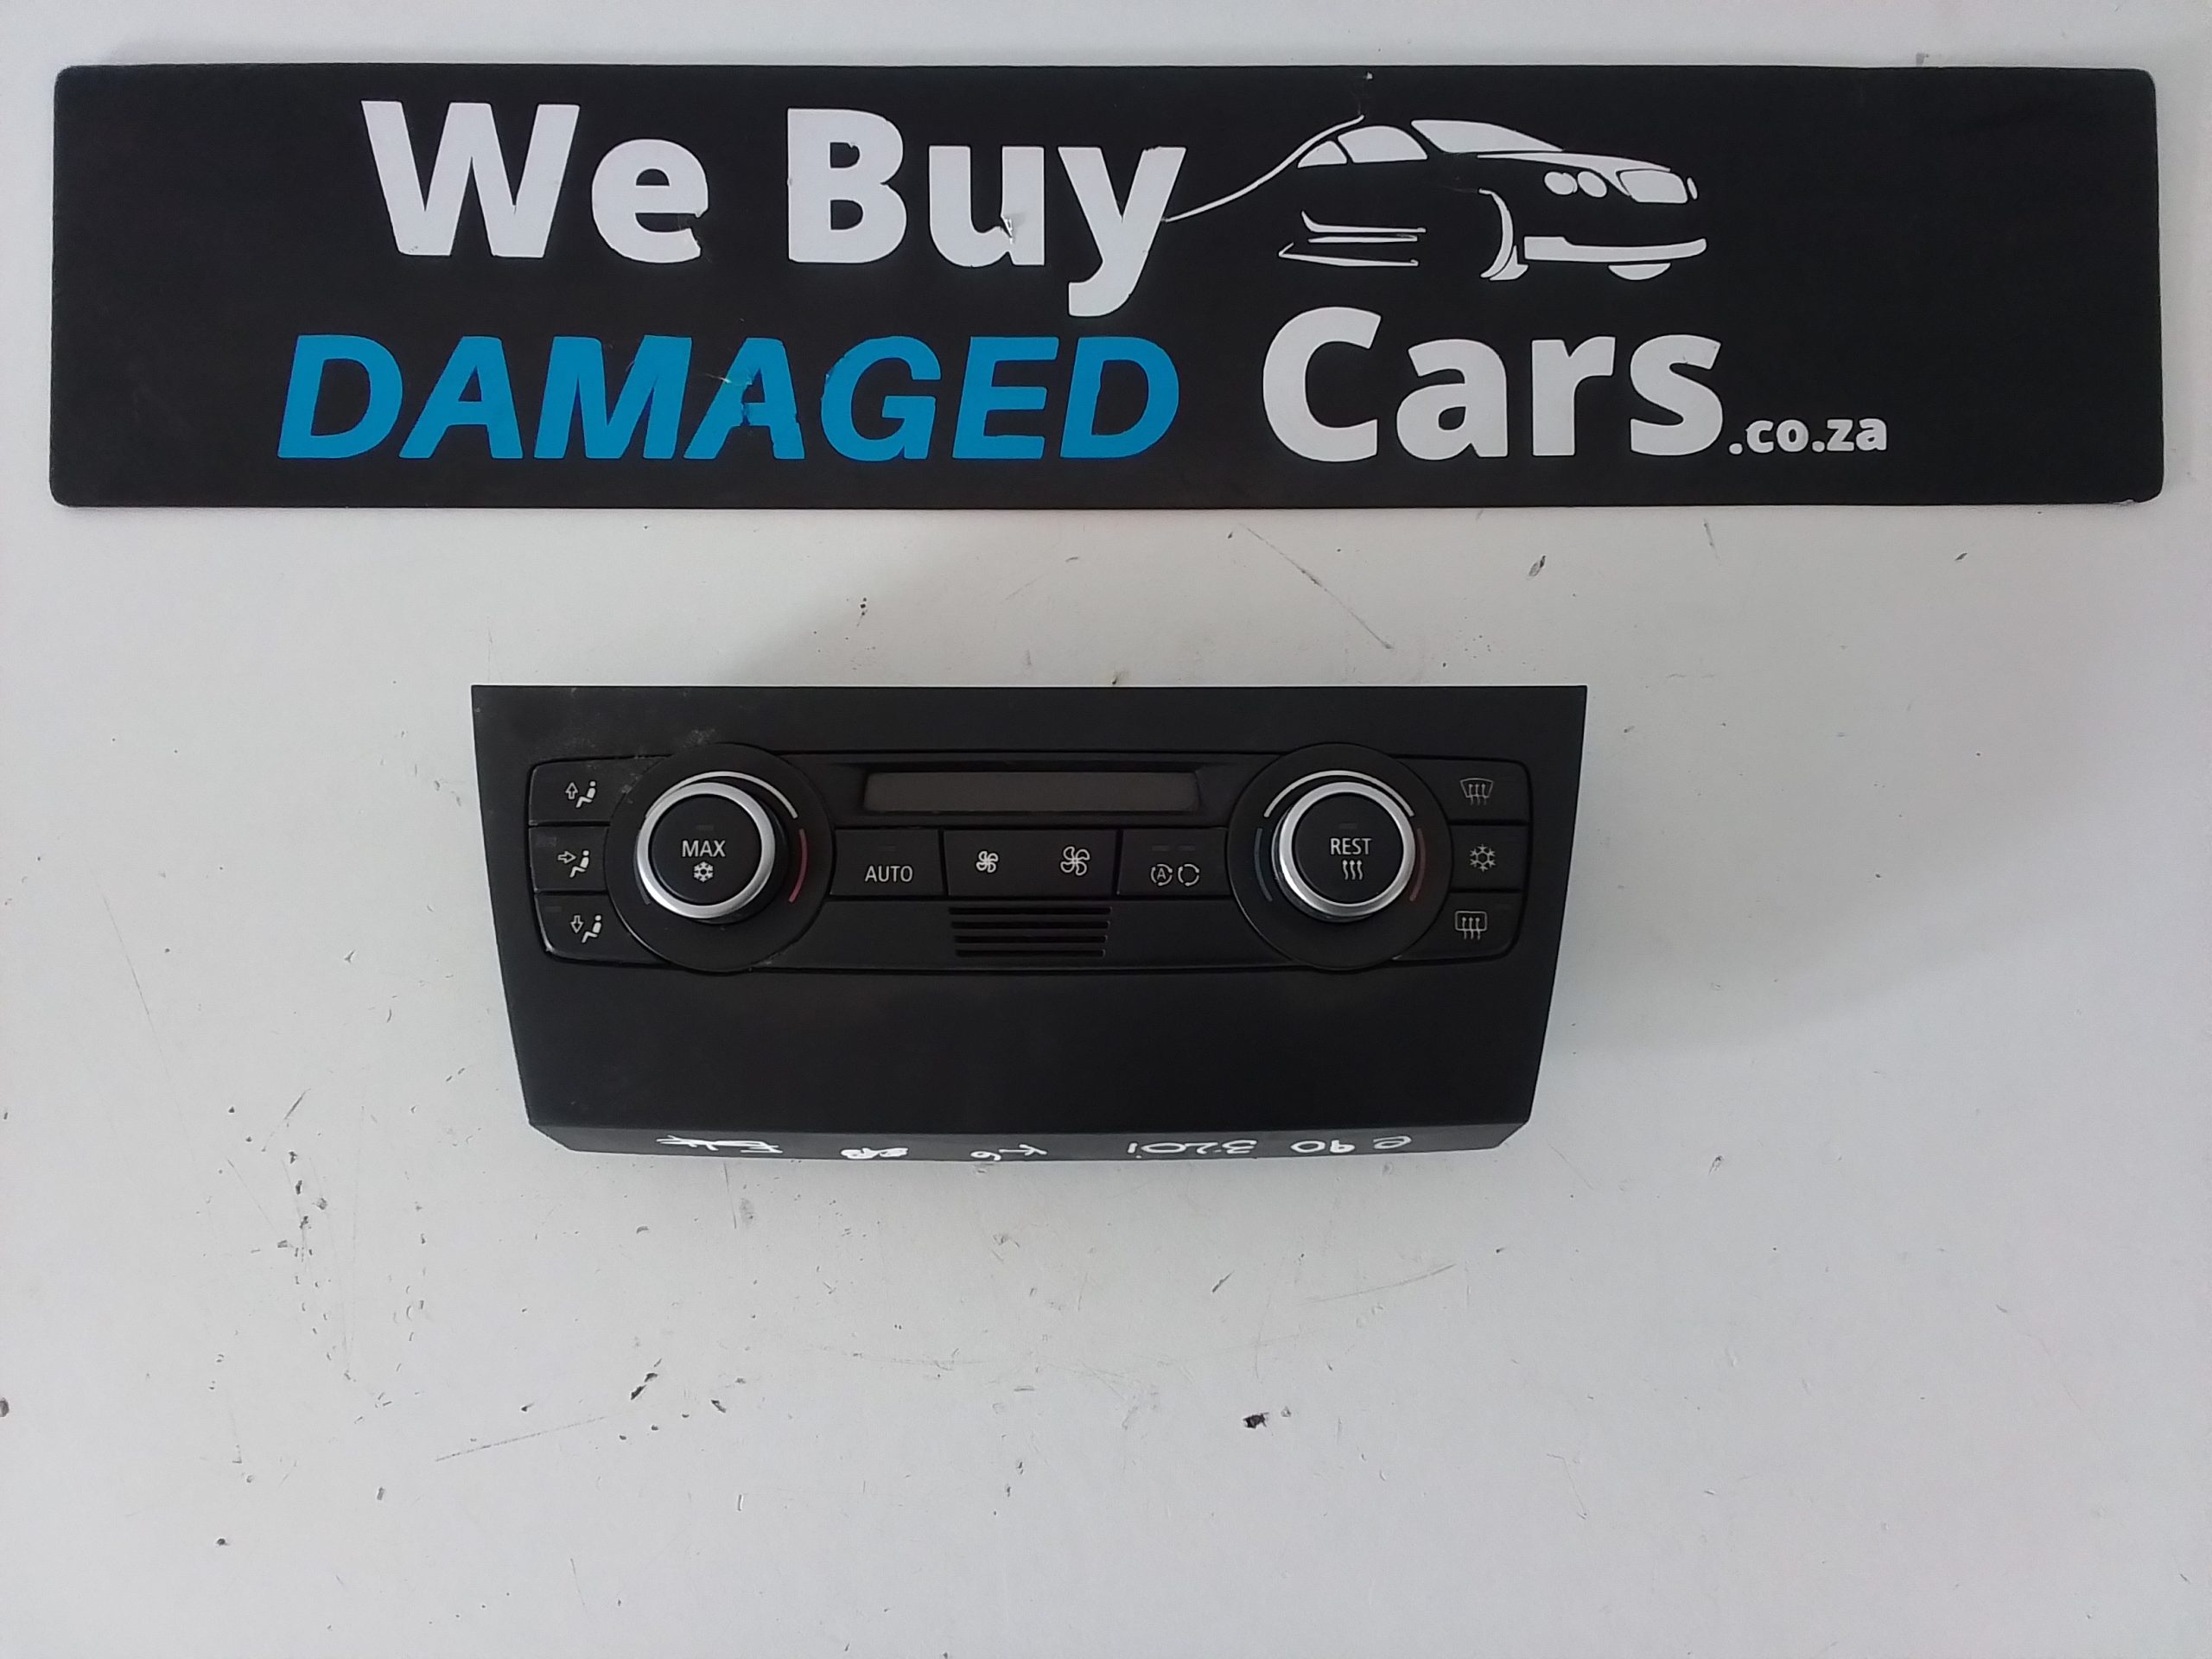 We Buy
DAMAGED Cars.co.za
MAX
AUTO
A
REST
e90 320i